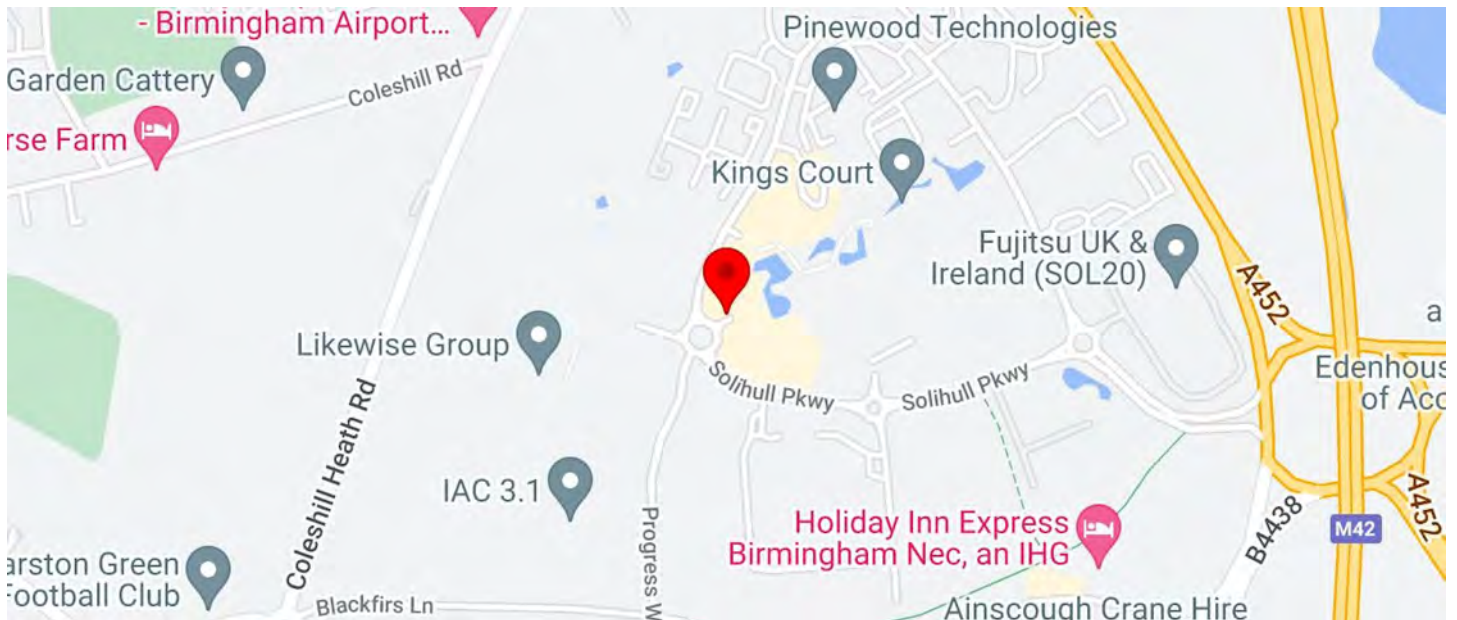 - Birmingham Airport...
Pinewood Technologies
Garden Cattery
Coleshill Rd
rse Farm
Kings Court
Fujitsu UK &
Ireland (SOL20)
A452
a
Likewise Group
Edenhous
of Acc
Solihull Pkwy
Solihull Pkwy
Coleshill Heath Rd
IAC 3.1
Progress W
Holiday Inn Express
Birmingham Nec, an IHG
B4438
M42
A452
arston Green
Football Club
Blackfirs Ln
Ainscough Crane Hire